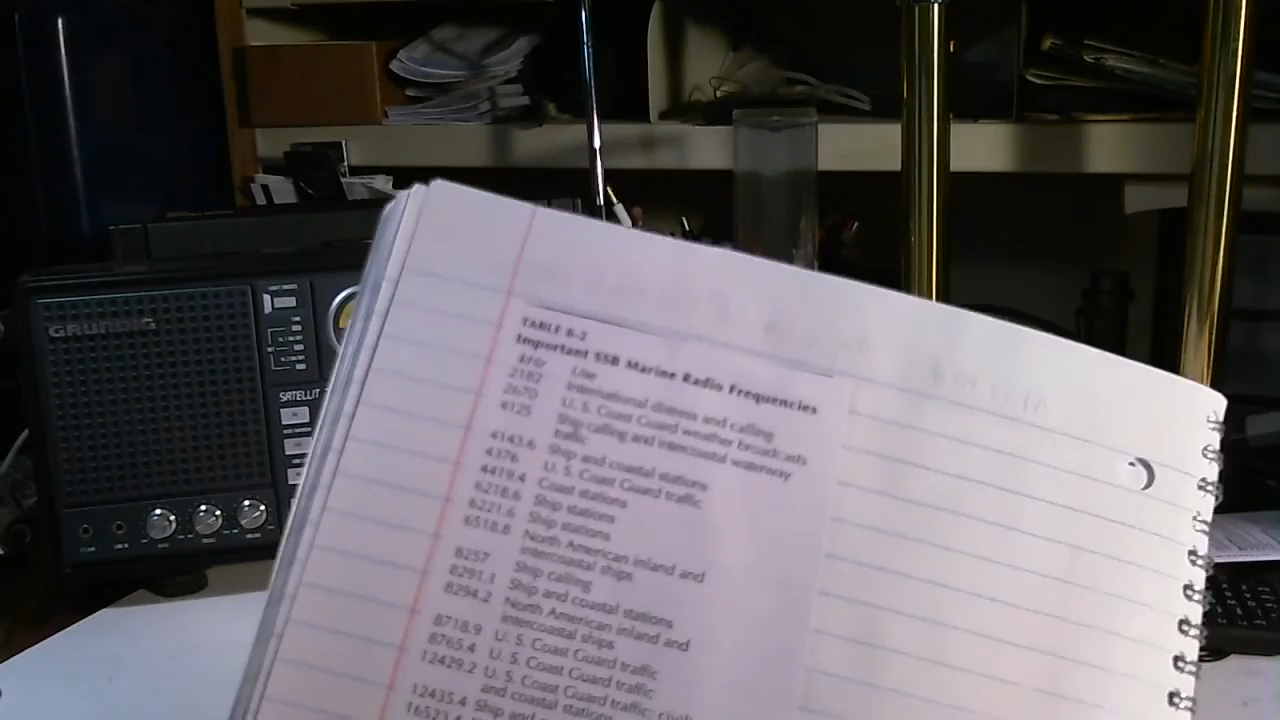 GRUNDIG
SATELLIT
TABLE B-2
Important SSB Marine Radio Frequencies
kHz Use
2182 International distress and calling
2670 U. S. Coast Guard weather broadcasts
4125 Ship calling and intercoastal waterway
traffic
4143.6 Ship and coastal stations
4376 U. S. Coast Guard traffic
4419.4 Coast stations
6218.6 Ship stations
6221.6 Ship stations
6518.8 North American inland and
intercoastal ships
8257 Ship calling
8291.1 Ship and coastal stations
8294.2 North American inland and
intercoastal ships
8718.9 U. S. Coast Guard traffic
8765.4 U. S. Coast Guard traffic
12429.2 U. S. Coast Guard traffic; civil
and coastal stations
12435.4 Ship and